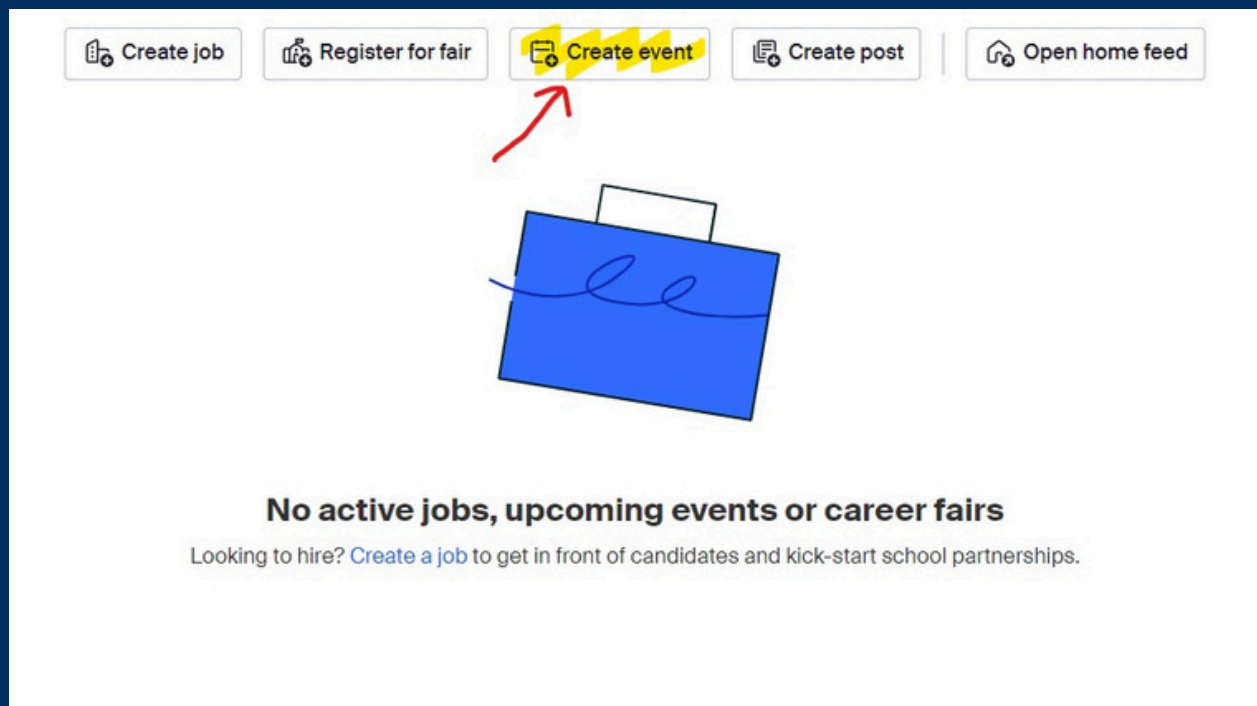 Create job Register for fair Create event Create post Open home feed
No active jobs, upcoming events or career fairs
Looking to hire? Create a job to get in front of candidates and kick-start school partnerships.